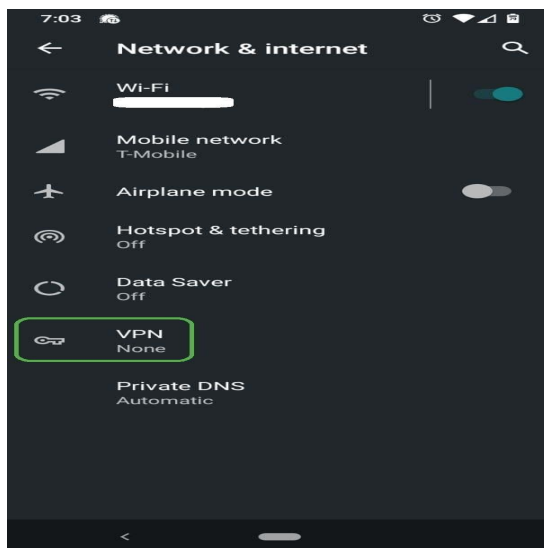 7:03
Network & internet
Wi-Fi
Mobile network
T-Mobile
Airplane mode
Hotspot & tethering
Off
Data Saver
Off
VPN
None
Private DNS
Automatic